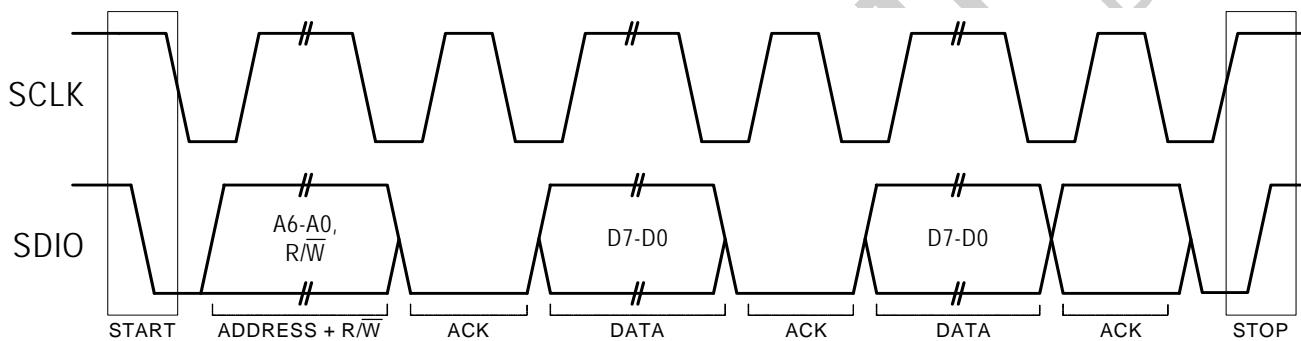 SCLK
SDIO
A6-A0,
R/W̅
D7-D0
D7-D0
START
ADDRESS + R/W̅
ACK
DATA
ACK
DATA
ACK
STOP